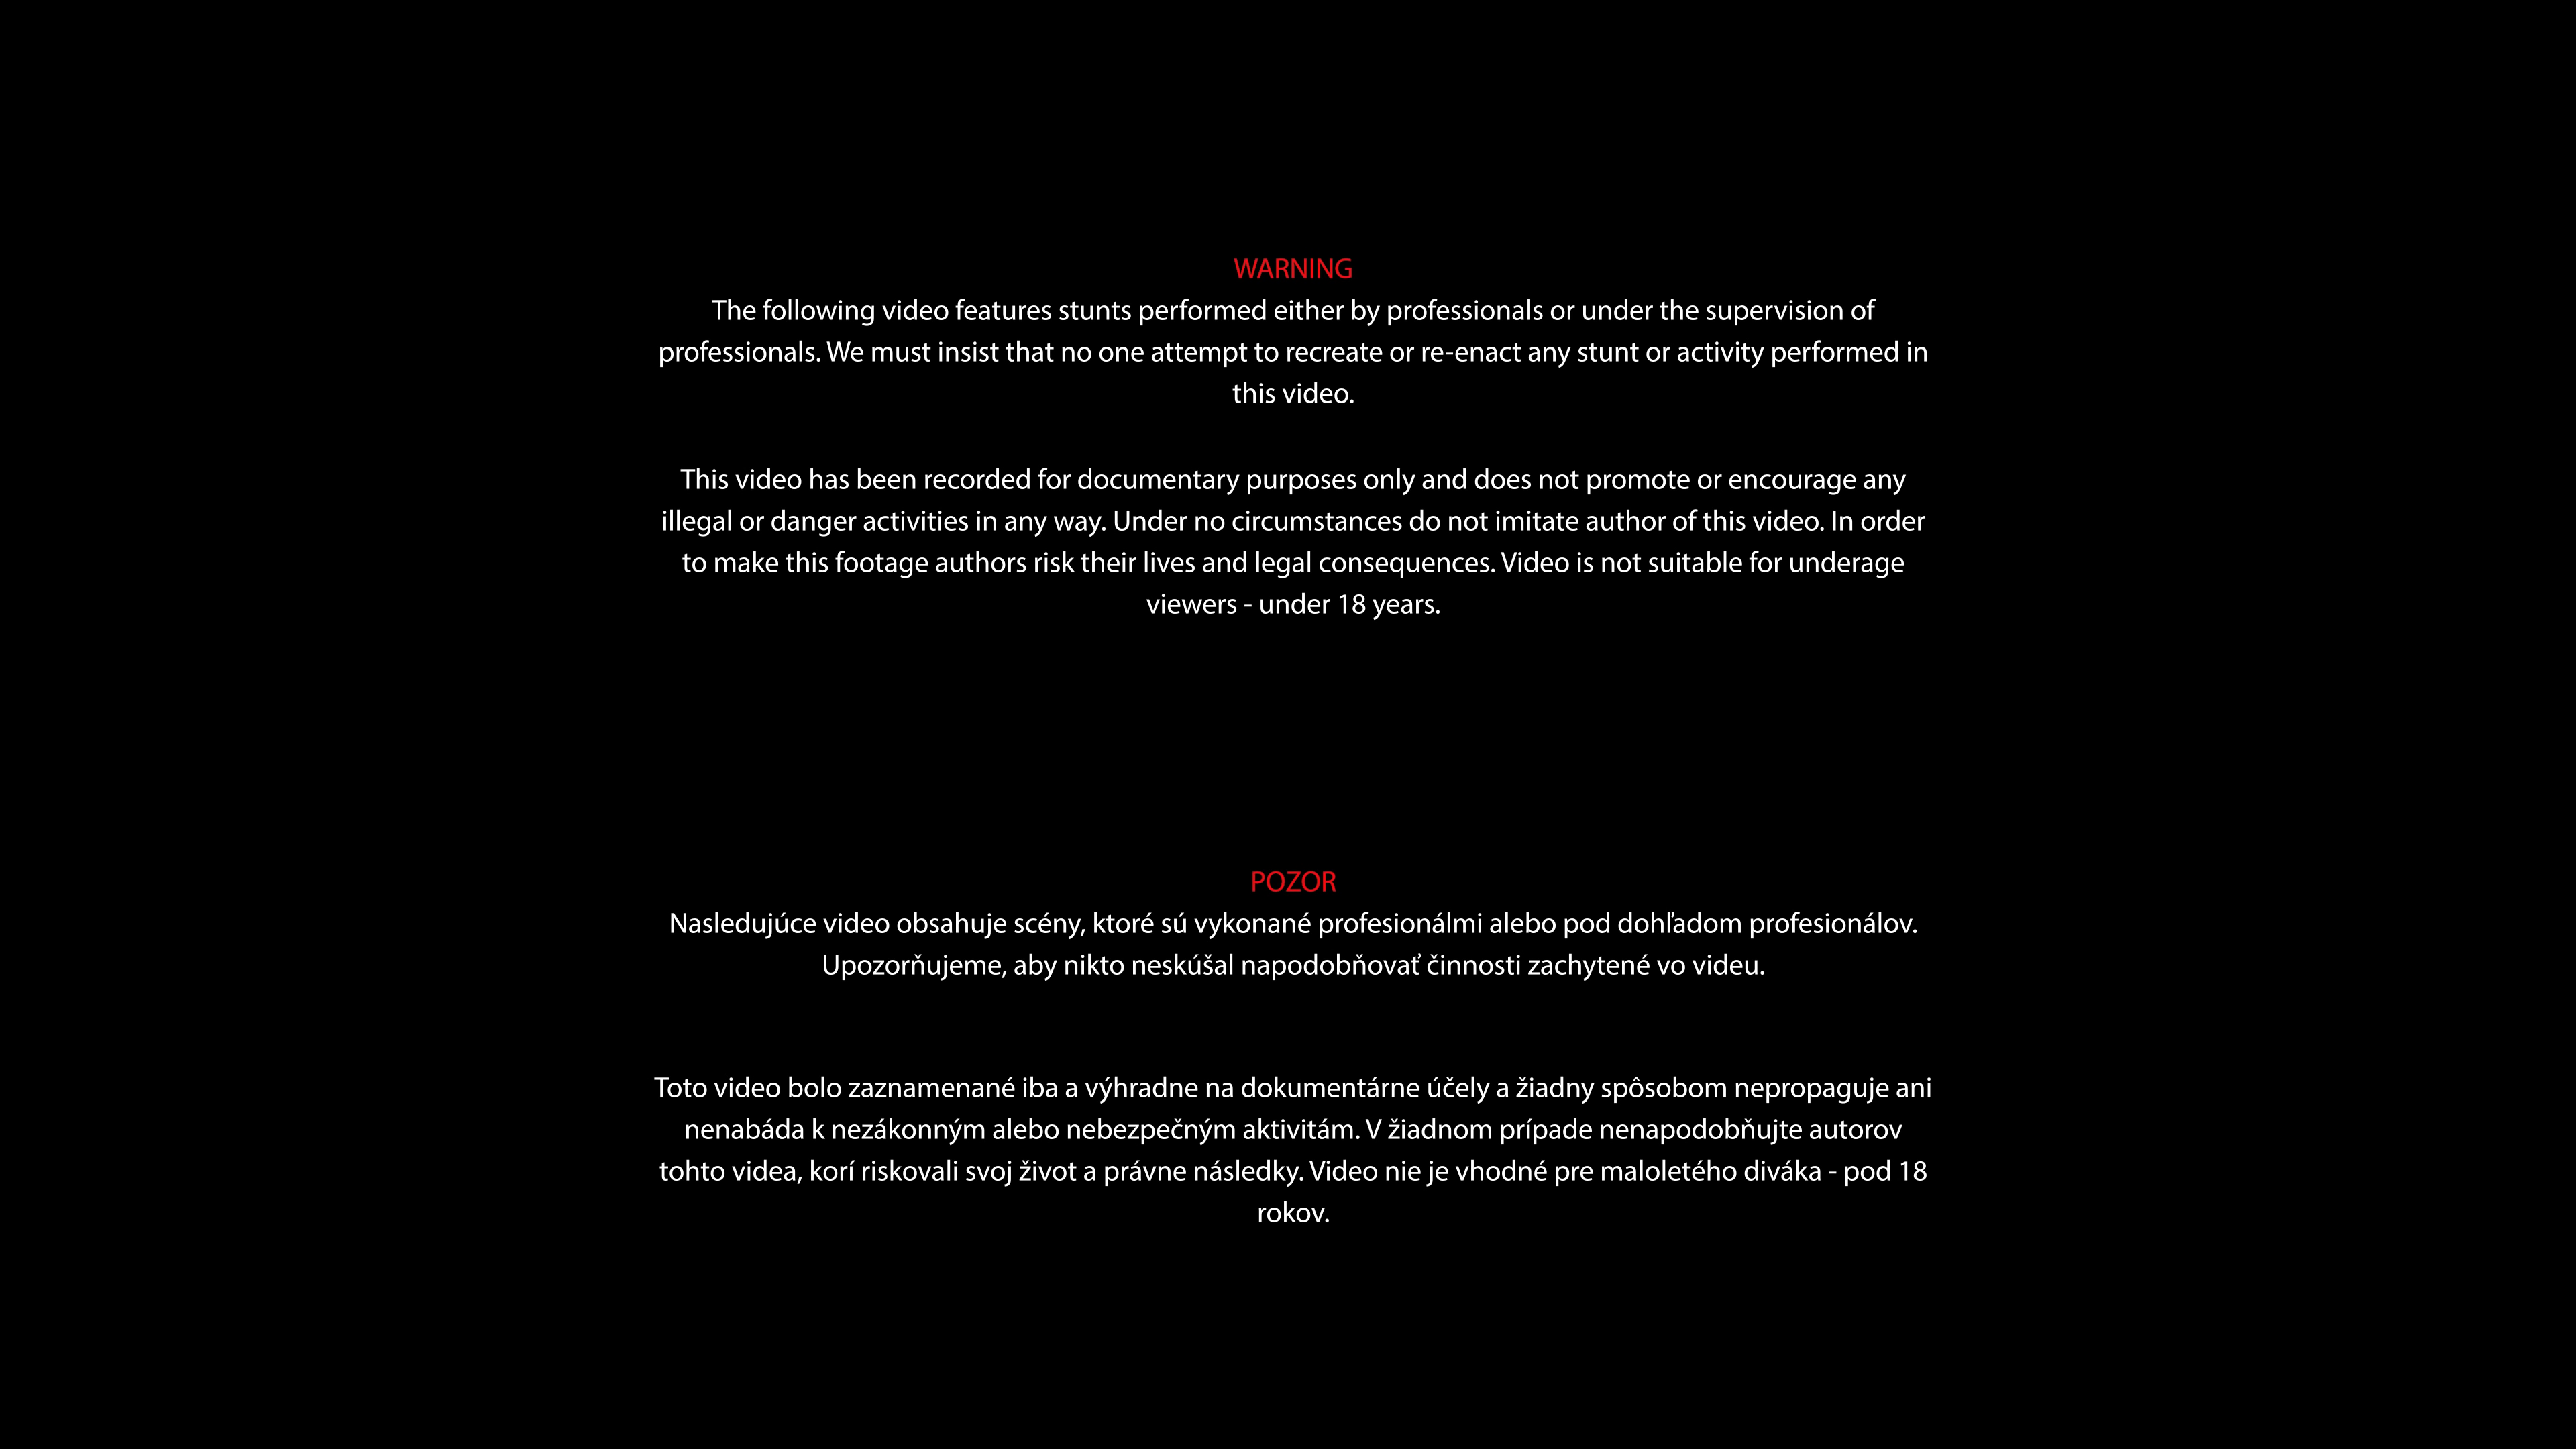 WARNING
The following video features stunts performed either by professionals or under the supervision of
professionals. We must insist that no one attempt to recreate or re-enact any stunt or activity performed in
this video.
This video has been recorded for documentary purposes only and does not promote or encourage any
illegal or danger activities in any way. Under no circumstances do not imitate author of this video. In order
to make this footage authors risk their lives and legal consequences. Video is not suitable for underage
viewers - under 18 years.
POZOR
Nasledujúce video obsahuje scény, ktoré sú vykonané profesionálmi alebo pod dohľadom profesionálov.
Upozorňujeme, aby nikto neskúšal napodobňovať činnosti zachytené vo videu.
Toto video bolo zaznamenané iba a výhradne na dokumentárne účely a žiadny spôsobom nepropaguje ani
nenabáda k nezákonným alebo nebezpečným aktivitám. V žiadnom prípade nenapodobňujte autorov
tohto videa, korí riskovali svoj život a právne následky. Video nie je vhodné pre maloletého diváka - pod 18
rokov.